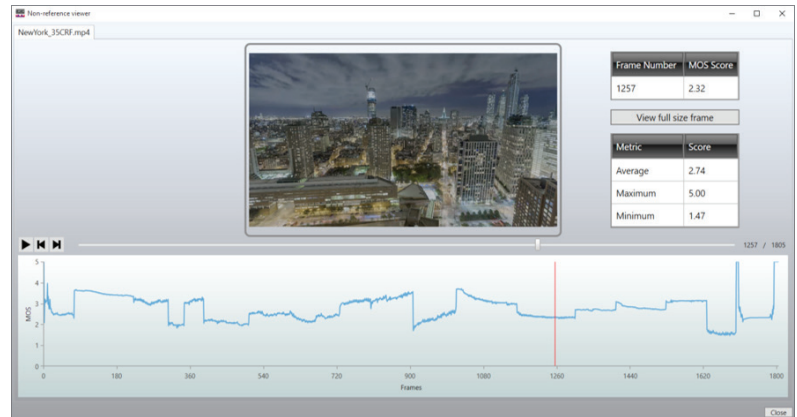 Non-reference viewer
NewYork_35CRF.mp4
Frame Number MOS Score
1257 2.32
View full size frame
Metric Score
Average 2.74
Maximum 5.00
Minimum 1.47
1257 / 1805
5
4
3
2
1
0
MOS
0 180 360 540 720 900 1080 1260 1440 1620 1800
Frames
Close